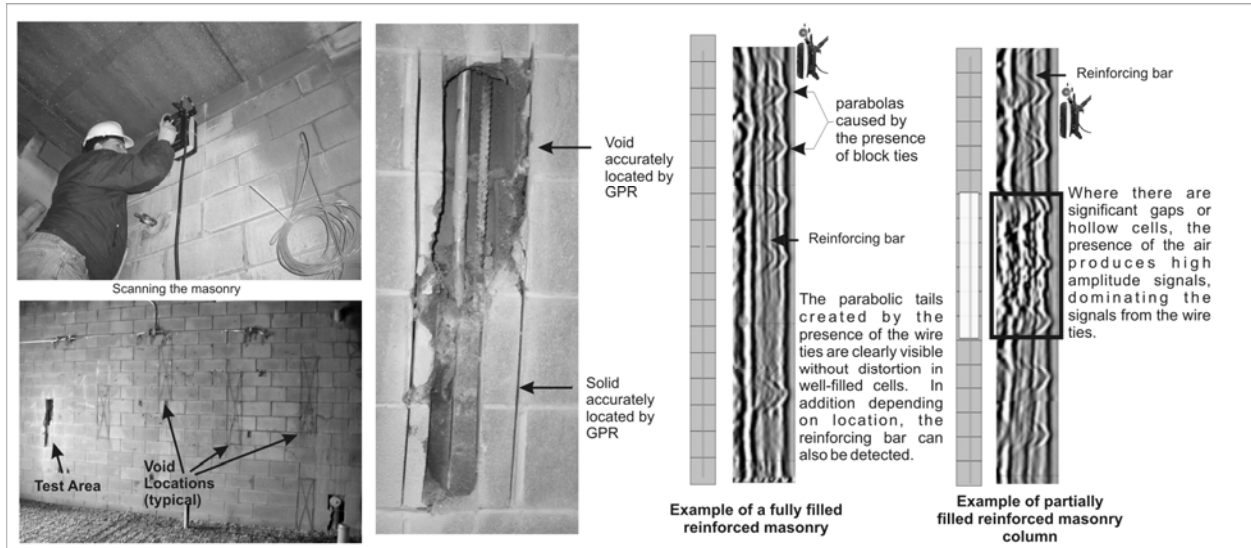 Scanning the masonry
Test Area
Void
Locations
(typical)
Void
accurately
located by
GPR
Solid
accurately
located by
GPR
parabolas
caused by
the presence
of block ties
Reinforcing bar
The parabolic tails
created by the
presence of the wire
ties are clearly visible
without distortion in
well-filled cells. In
addition depending
on location, the
reinforcing bar can
also be detected.
Example of a fully filled
reinforced masonry
Reinforcing bar
Where there are
significant gaps or
hollow cells, the
presence of the air
produces high
amplitude signals,
dominating the
signals from the wire
ties.
Example of partially
filled reinforced masonry
column